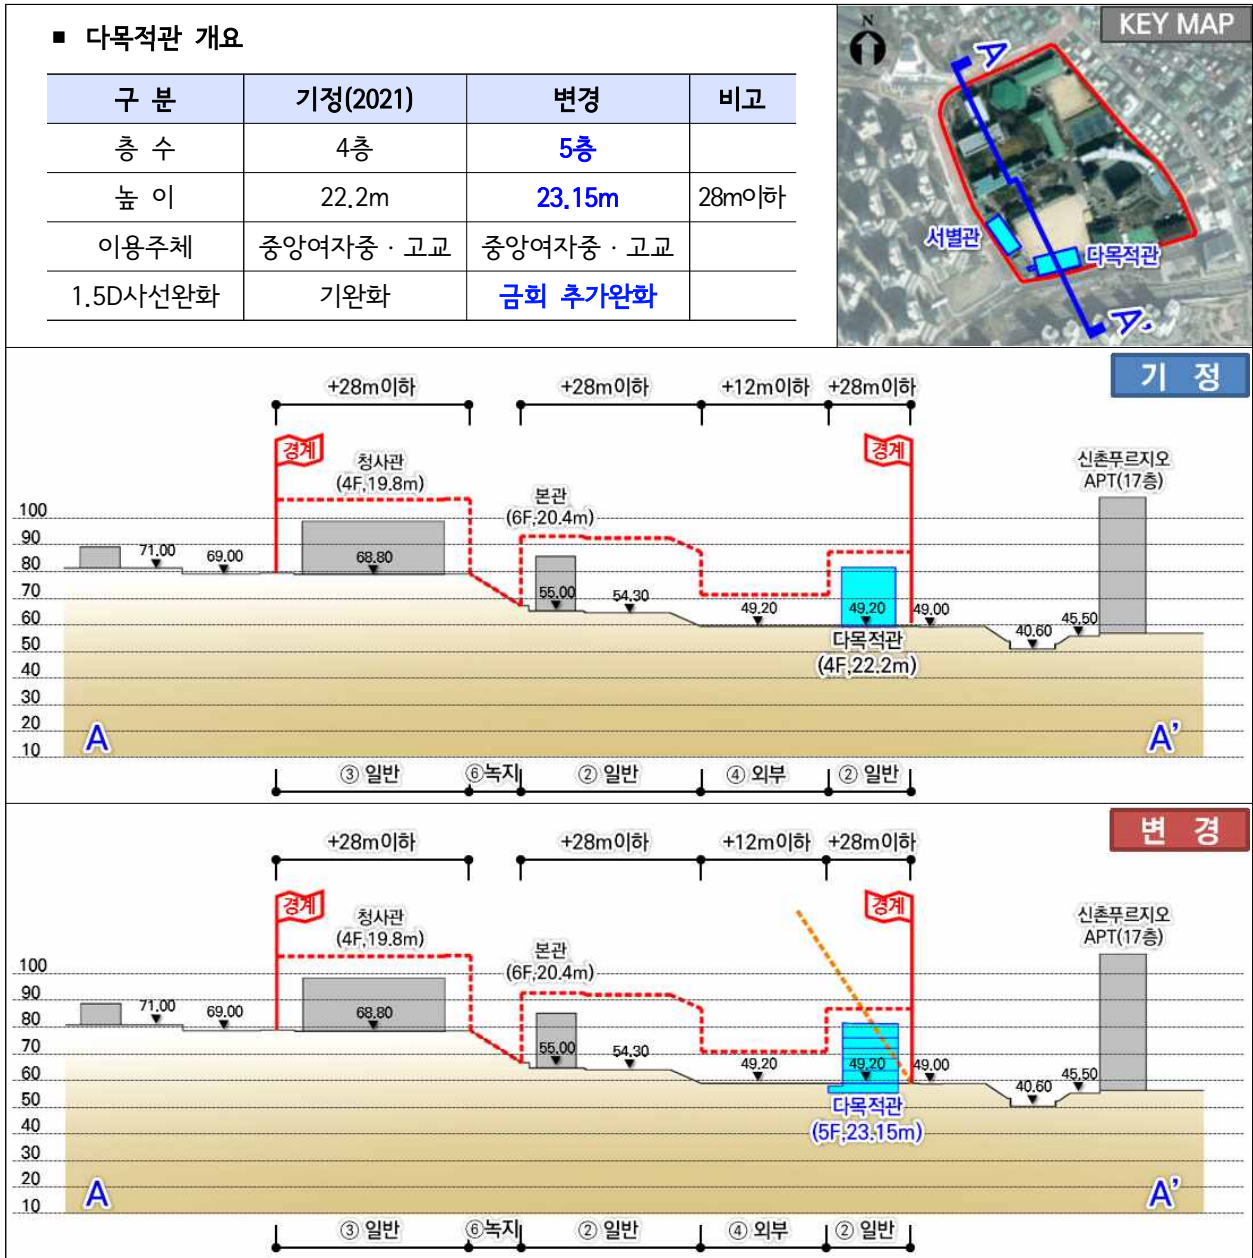 ■ 다목적관 개요
구 분 기정(2021) 변경 비고
층 수 4층 5층
높 이 22.2m 23.15m 28m이하
이용주체 중앙여자중 · 고교 중앙여자중 · 고교
1.5D사선완화 기완화 금회 추가완화
KEY MAP
N
A
서별관
다목적관
A'
기 정
+28m이하 +28m이하 +12m이하 +28m이하
경계 경계
청사관
(4F,19.8m)
본관
(6F,20.4m)
신촌푸르지오
APT(17층)
100
90
80
70
60
50
40
30
20
10
71.00 69.00 68.80 55.00 54.30 49.20 49.20 49.00 40.60 45.50
다목적관
(4F,22.2m)
A A'
③ 일반 ⑥녹지 ② 일반 ④ 외부 ② 일반
변 경
+28m이하 +28m이하 +12m이하 +28m이하
경계 경계
청사관
(4F,19.8m)
본관
(6F,20.4m)
신촌푸르지오
APT(17층)
100
90
80
70
60
50
40
30
20
10
71.00 69.00 68.80 55.00 54.30 49.20 49.20 49.00 40.60 45.50
다목적관
(5F,23.15m)
A A'
③ 일반 ⑥녹지 ② 일반 ④ 외부 ② 일반